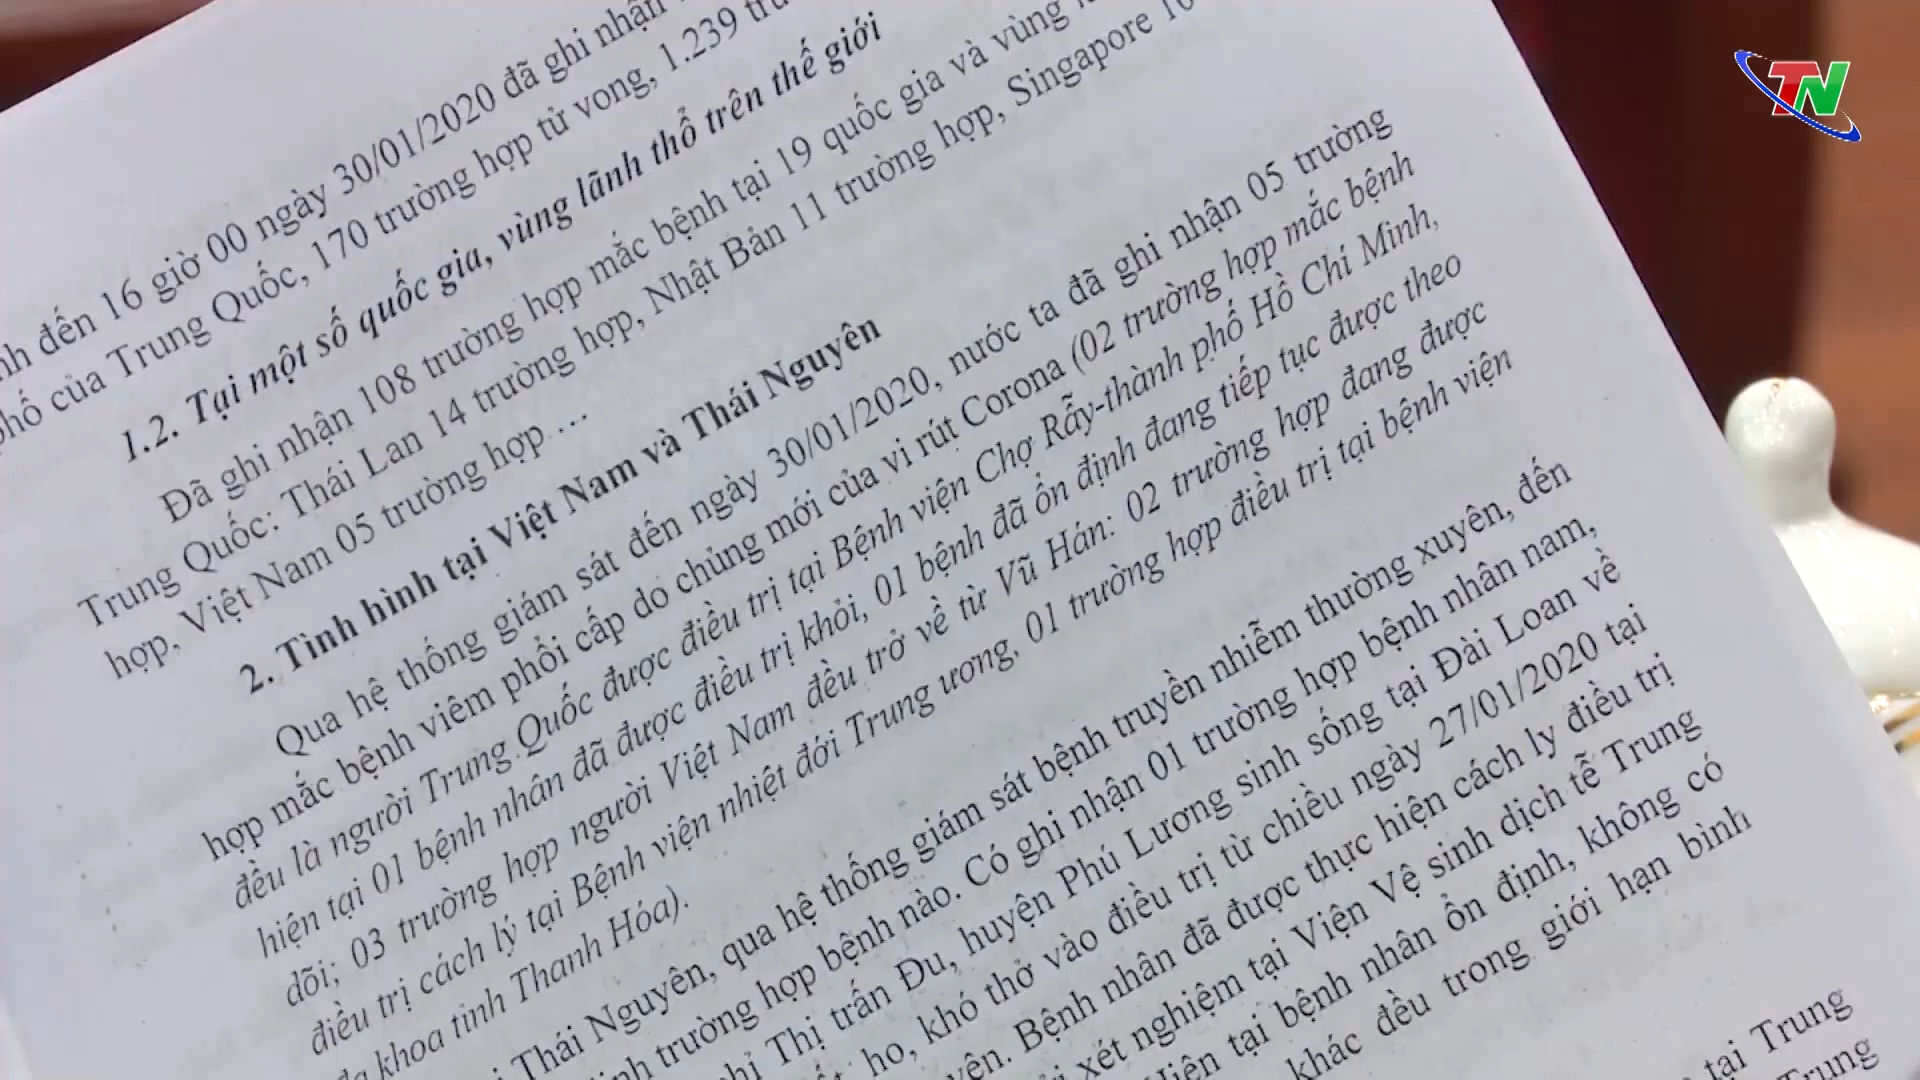 TN
đến 16 giờ 00 ngày 30/01/2020 đã ghi nhận
của Trung Quốc, 170 trường hợp tử vong, 1.239
1.2. Tại một số quốc gia, vùng lãnh thổ trên thế giới
Đã ghi nhận 108 trường hợp mắc bệnh tại 19 quốc gia và vùng
Trung Quốc: Thái Lan 14 trường hợp, Nhật Bản 11 trường hợp, Singapore 10
hợp, Việt Nam 05 trường hợp ...
2. Tình hình tại Việt Nam và Thái Nguyên
Qua hệ thống giám sát đến ngày 30/01/2020, nước ta đã ghi nhận 05 trường
hợp mắc bệnh viêm phổi cấp do chủng mới của vi rút Corona (02 trường hợp mắc bệnh
đều là người Trung Quốc được điều trị tại Bệnh viện Chợ Rẫy-thành phố Hồ Chí Minh,
hiện tại 01 bệnh nhân đã được điều trị khỏi, 01 bệnh đã ổn định đang tiếp tục được theo
dõi; 03 trường hợp người Việt Nam đều trở về từ Vũ Hán: 02 trường hợp đang được
điều trị cách lý tại Bệnh viện nhiệt đới Trung ương, 01 trường hợp điều trị tại bệnh viện
khoa tỉnh Thanh Hóa).
Thái Nguyên, qua hệ thống giám sát bệnh truyền nhiễm thường xuyên, đến
trường hợp bệnh nào. Có ghi nhận 01 trường hợp bệnh nhân nam,
Thị trấn Đu, huyện Phú Lương sinh sống tại Đài Loan về
ho, khó thở vào điều trị từ chiều ngày 27/01/2020 tại
Bệnh nhân đã được thực hiện cách ly điều trị
xét nghiệm tại Viện Vệ sinh dịch tễ Trung
tại bệnh nhân ổn định, không có
khác đều trong giới hạn bình
tại Trung
Trung